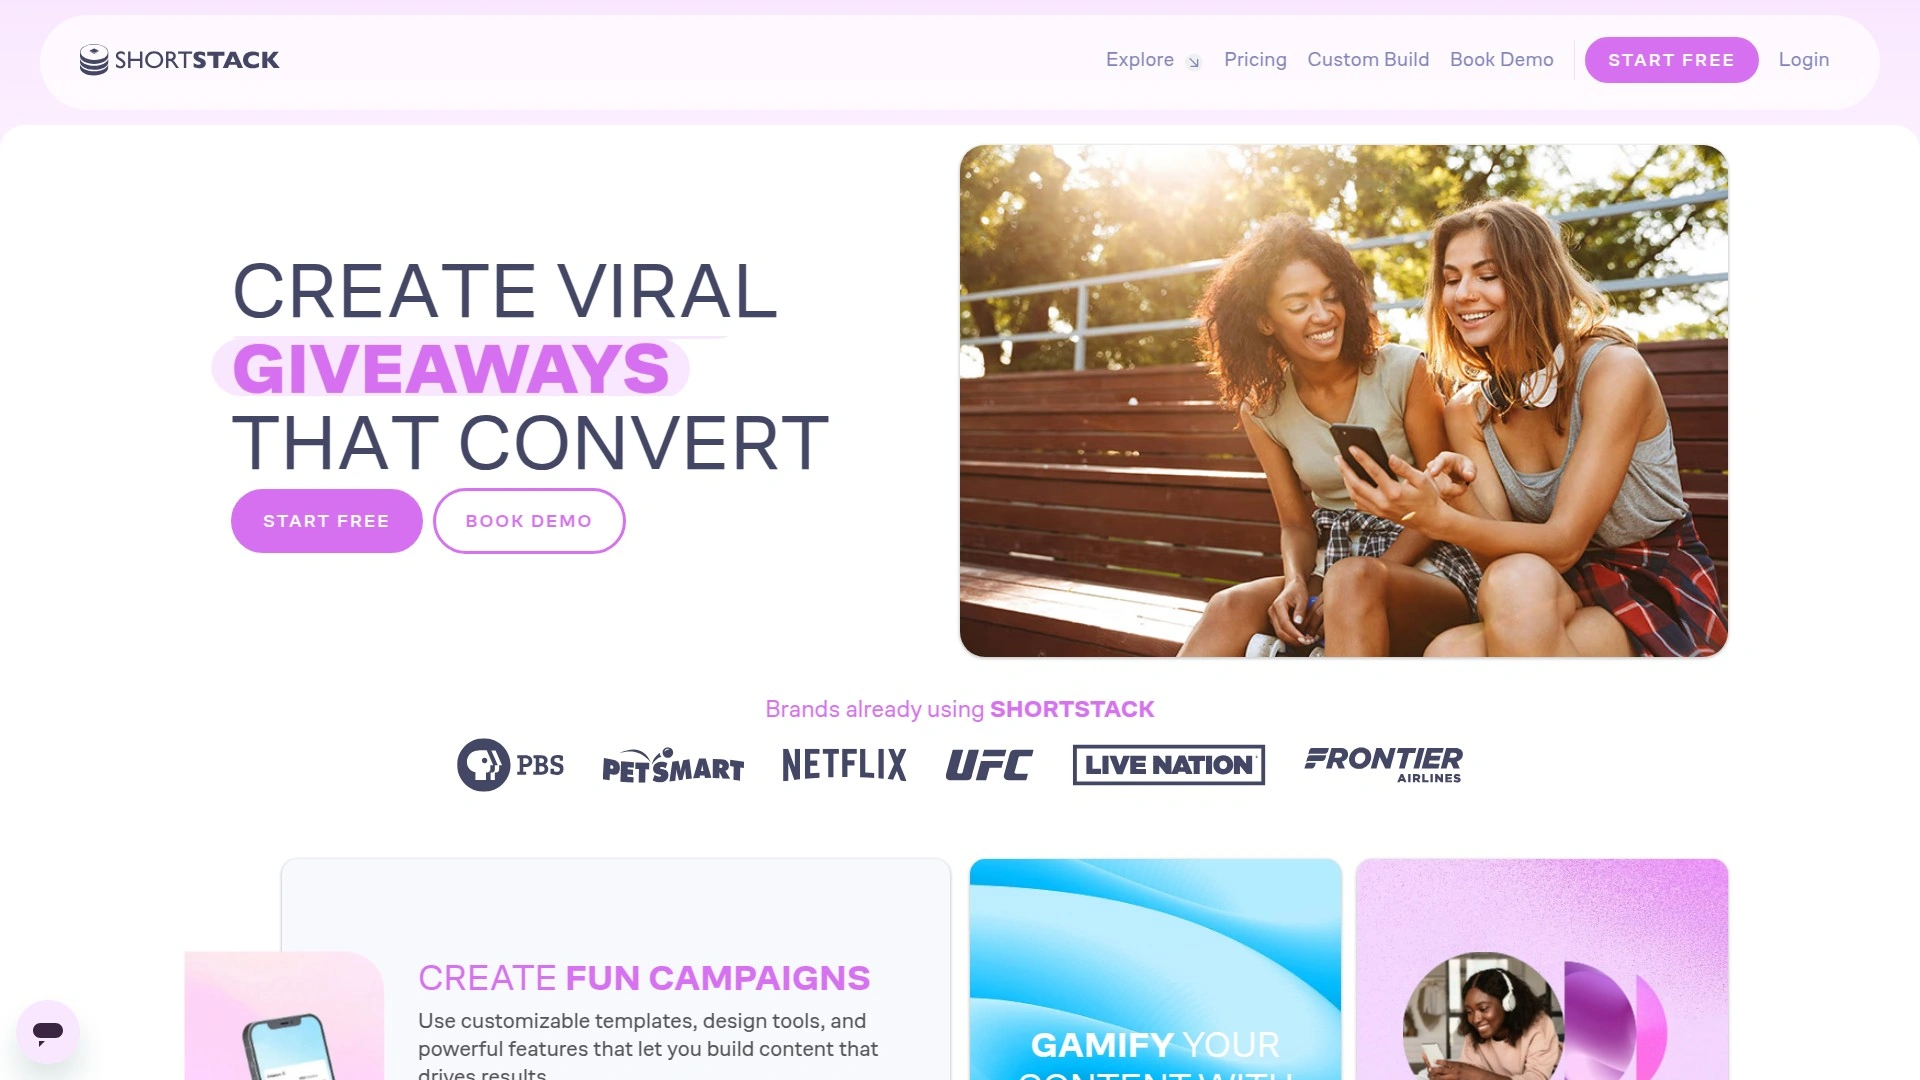 SHORTSTACK
Explore
Pricing
Custom Build
Book Demo
START FREE
Login
CREATE VIRAL
GIVEAWAYS
THAT CONVERT
START FREE
BOOK DEMO
Brands already using SHORTSTACK
PBS
PETSMART
NETFLIX
UFC
LIVE NATION
FRONTIER
AIRLINES
CREATE FUN CAMPAIGNS
Use customizable templates, design tools, and
powerful features that let you build content that
drives results.
GAMIFY YOUR
CONTENT WITH